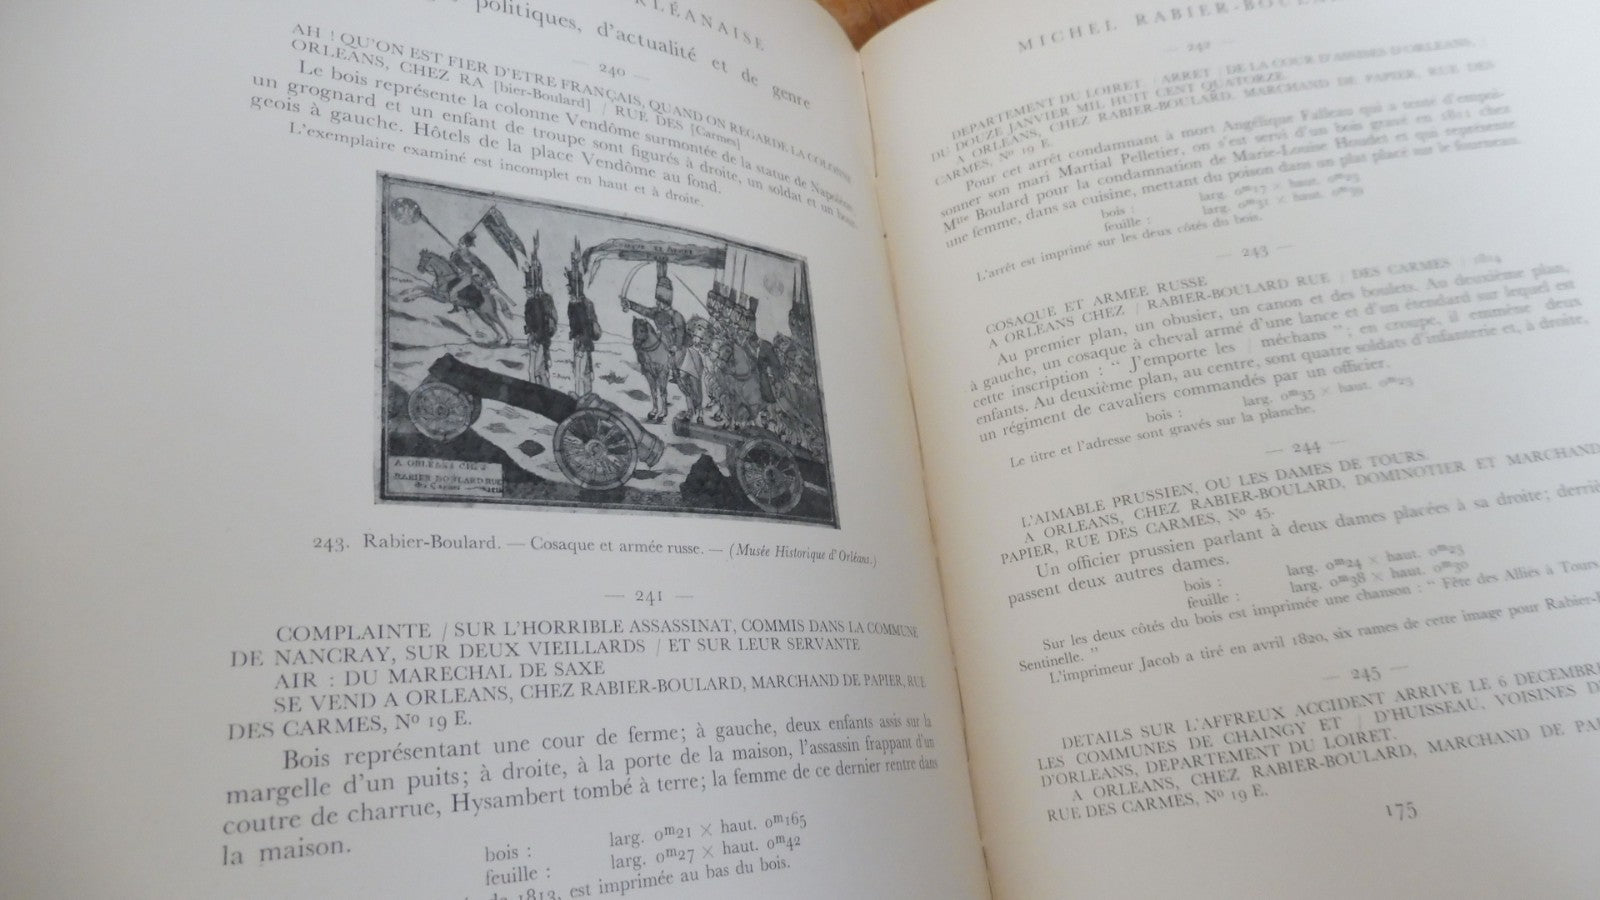 ORLÉANAISE
politiques, d'actualité et de genre
— 240 —
AH ! QU'ON EST FIER D'ETRE FRANÇAIS, QUAND ON REGARDE LA COLONNE
ORLEANS, CHEZ RA [bier-Boulard] / RUE DES [Carmes]
Le bois représente la colonne Vendôme surmontée de la statue de Napoléon
un grognard et un enfant de troupe sont figurés à droite, un soldat et un bour-
geois à gauche. Hôtels de la place Vendôme au fond.
L'exemplaire examiné est incomplet en haut et à droite.
A ORLEANS CHEZ
RABIER BOULARD RUE
243. Rabier-Boulard. — Cosaque et armée russe. — (Musée Historique d'Orléans.)
— 241 —
COMPLAINTE / SUR L'HORRIBLE ASSASSINAT, COMMIS DANS LA COMMUNE
DE NANCRAY, SUR DEUX VIEILLARDS / ET SUR LEUR SERVANTE
AIR : DU MARECHAL DE SAXE
SE VEND A ORLEANS, CHEZ RABIER-BOULARD, MARCHAND DE PAPIER, RUE
DES CARMES, Nº 19 E.
Bois représentant une cour de ferme; à gauche, deux enfants assis sur la
margelle d'un puits; à droite, à la porte de la maison, l'assassin frappant d'un
coutre de charrue, Hysambert tombé à terre; la femme de ce dernier rentre dans
la maison.
bois : larg. 0m21 × haut. 0m165
feuille : larg. 0m27 × haut. 0m42
de 1813, est imprimée au bas du bois.
MICHEL RABIER-BOULARD
— 242 —
DEPARTEMENT DU LOIRET. / ARRET / DE LA COUR D'ASSISES D'ORLEANS,
DU DOUZE JANVIER MIL HUIT CENT QUATORZE.
A ORLEANS, CHEZ RABIER-BOULARD, MARCHAND DE PAPIER, RUE DES
CARMES, Nº 19 E.
Pour cet arrêt condamnant à mort Angélique Falleau qui a tenté d'empoi-
sonner son mari Martial Pelletier, on s'est servi d'un bois gravé en 1811 chez
Mme Boulard pour la condamnation de Marie-Louise Houdet et qui représente
une femme, dans sa cuisine, mettant du poison dans un plat placé sur le fourneau.
bois : larg. 0m17 × haut. 0m23
feuille : larg. 0m31 × haut. 0m39
L'arrêt est imprimé sur les deux côtés du bois.
— 243 —
COSAQUE ET ARMEE RUSSE
A ORLEANS CHEZ / RABIER-BOULARD RUE / DES CARMES / 1814
Au premier plan, un obusier, un canon et des boulets. Au deuxième plan,
à gauche, un cosaque à cheval armé d'une lance et d'un étendard sur lequel est
cette inscription : " J'emporte les / méchans "; en croupe, il emmène deux
enfants. Au deuxième plan, au centre, sont quatre soldats d'infanterie et, à droite,
un régiment de cavaliers commandés par un officier.
bois : larg. 0m35 × haut. 0m23
Le titre et l'adresse sont gravés sur la planche.
— 244 —
L'AIMABLE PRUSSIEN, OU LES DAMES DE TOURS.
A ORLEANS, CHEZ RABIER-BOULARD, DOMINOTIER ET MARCHAND
PAPIER, RUE DES CARMES, Nº 45.
Un officier prussien parlant à deux dames placées à sa droite; derrière
passent deux autres dames.
bois : larg. 0m24 × haut. 0m23
feuille : larg. 0m38 × haut. 0m30
Sur les deux côtés du bois est imprimée une chanson : " Fête des Alliés à Tours
Sentinelle. "
L'imprimeur Jacob a tiré en avril 1820, six rames de cette image pour Rabier-B
— 245 —
DETAILS SUR L'AFFREUX ACCIDENT ARRIVE LE 6 DECEMBRE
LES COMMUNES DE CHAINGY ET / D'HUISSEAU, VOISINES D
D'ORLEANS, DEPARTEMENT DU LOIRET.
A ORLEANS, CHEZ RABIER-BOULARD, MARCHAND DE PAP
RUE DES CARMES, Nº 19 E.
175